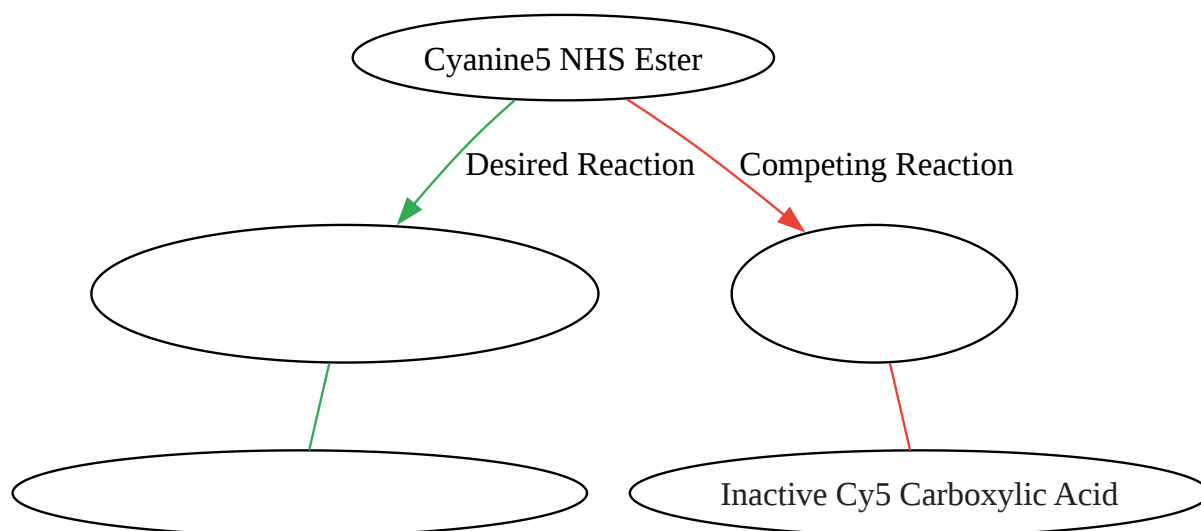 Cyanine5 NHS Ester
Desired Reaction
Competing Reaction
Inactive Cy5 Carboxylic Acid